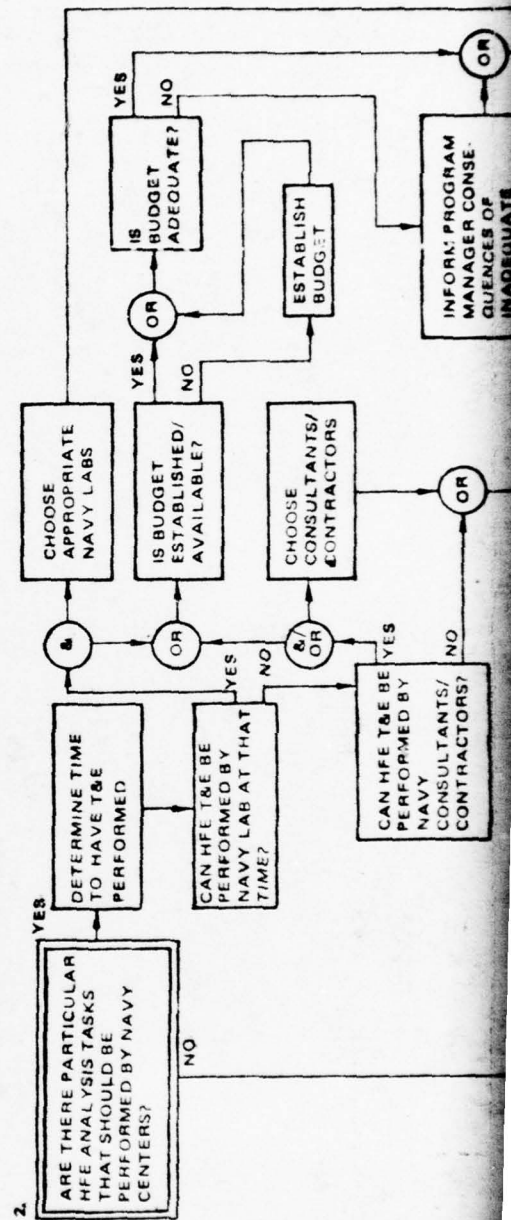 2.
ARE THERE PARTICULAR
HFE ANALYSIS TASKS
THAT SHOULD BE
PERFORMED BY NAVY
CENTERS?
YES
NO
DETERMINE TIME
TO HAVE T&E
PERFORMED
CAN HFE T&E BE
PERFORMED BY
NAVY LAB AT THAT
TIME?
YES
NO
CAN HFE T&E BE
PERFORMED BY
NAVY
CONSULTANTS/
CONTRACTORS?
YES
NO
&
OR
&/
OR
CHOOSE
APPROPRIATE
NAVY LABS
IS BUDGET
ESTABLISHED/
AVAILABLE?
YES
NO
CHOOSE
CONSULTANTS/
CONTRACTORS
OR
OR
ESTABLISH
BUDGET
IS
BUDGET
ADEQUATE?
YES
NO
INFORM PROGRAM
MANAGER CONSE-
QUENCES OF
INADEQUATE
OR